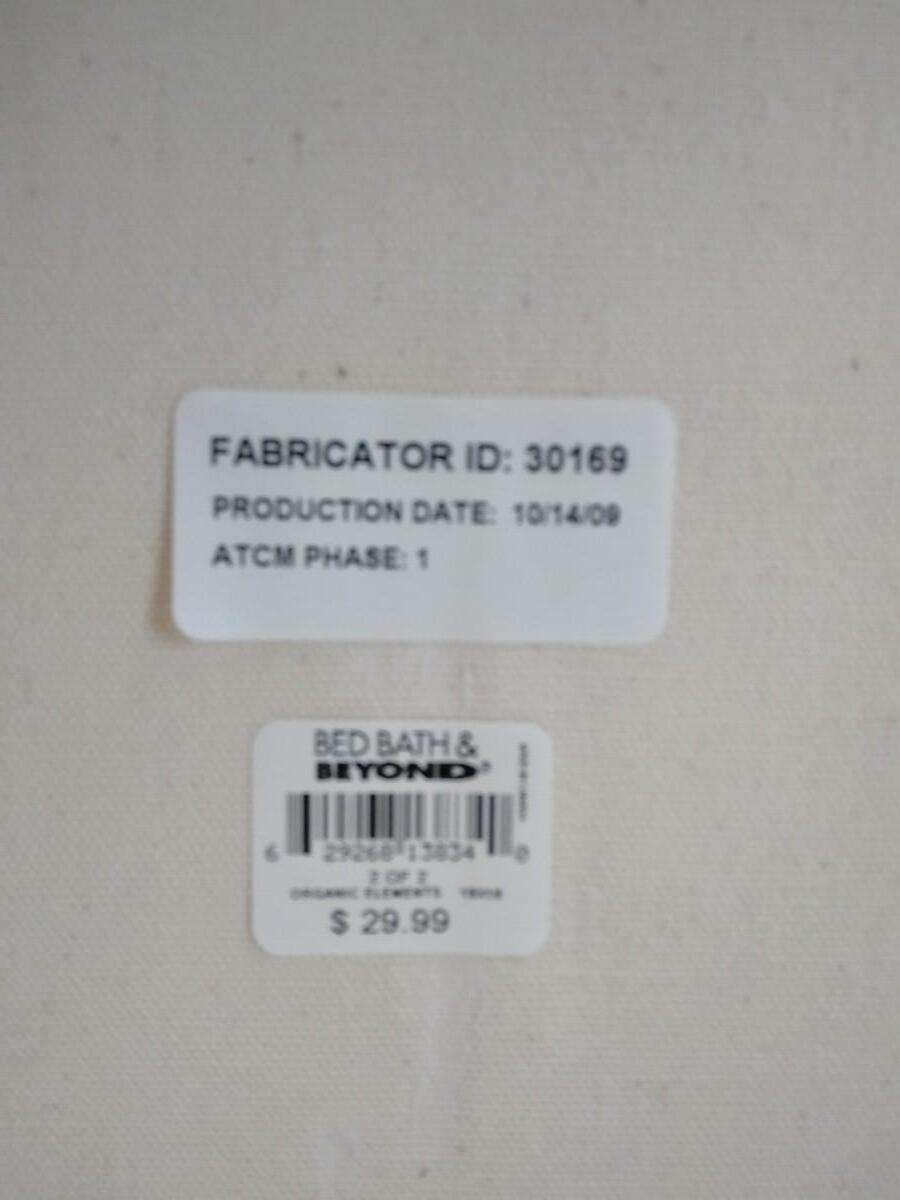 FABRICATOR ID: 30169
PRODUCTION DATE: 10/14/09
ATCM PHASE: 1
BED BATH &
BEYOND®
6 29268 13834 0
2 OF 2
ORGANIC ELEMENTS
$ 29.99